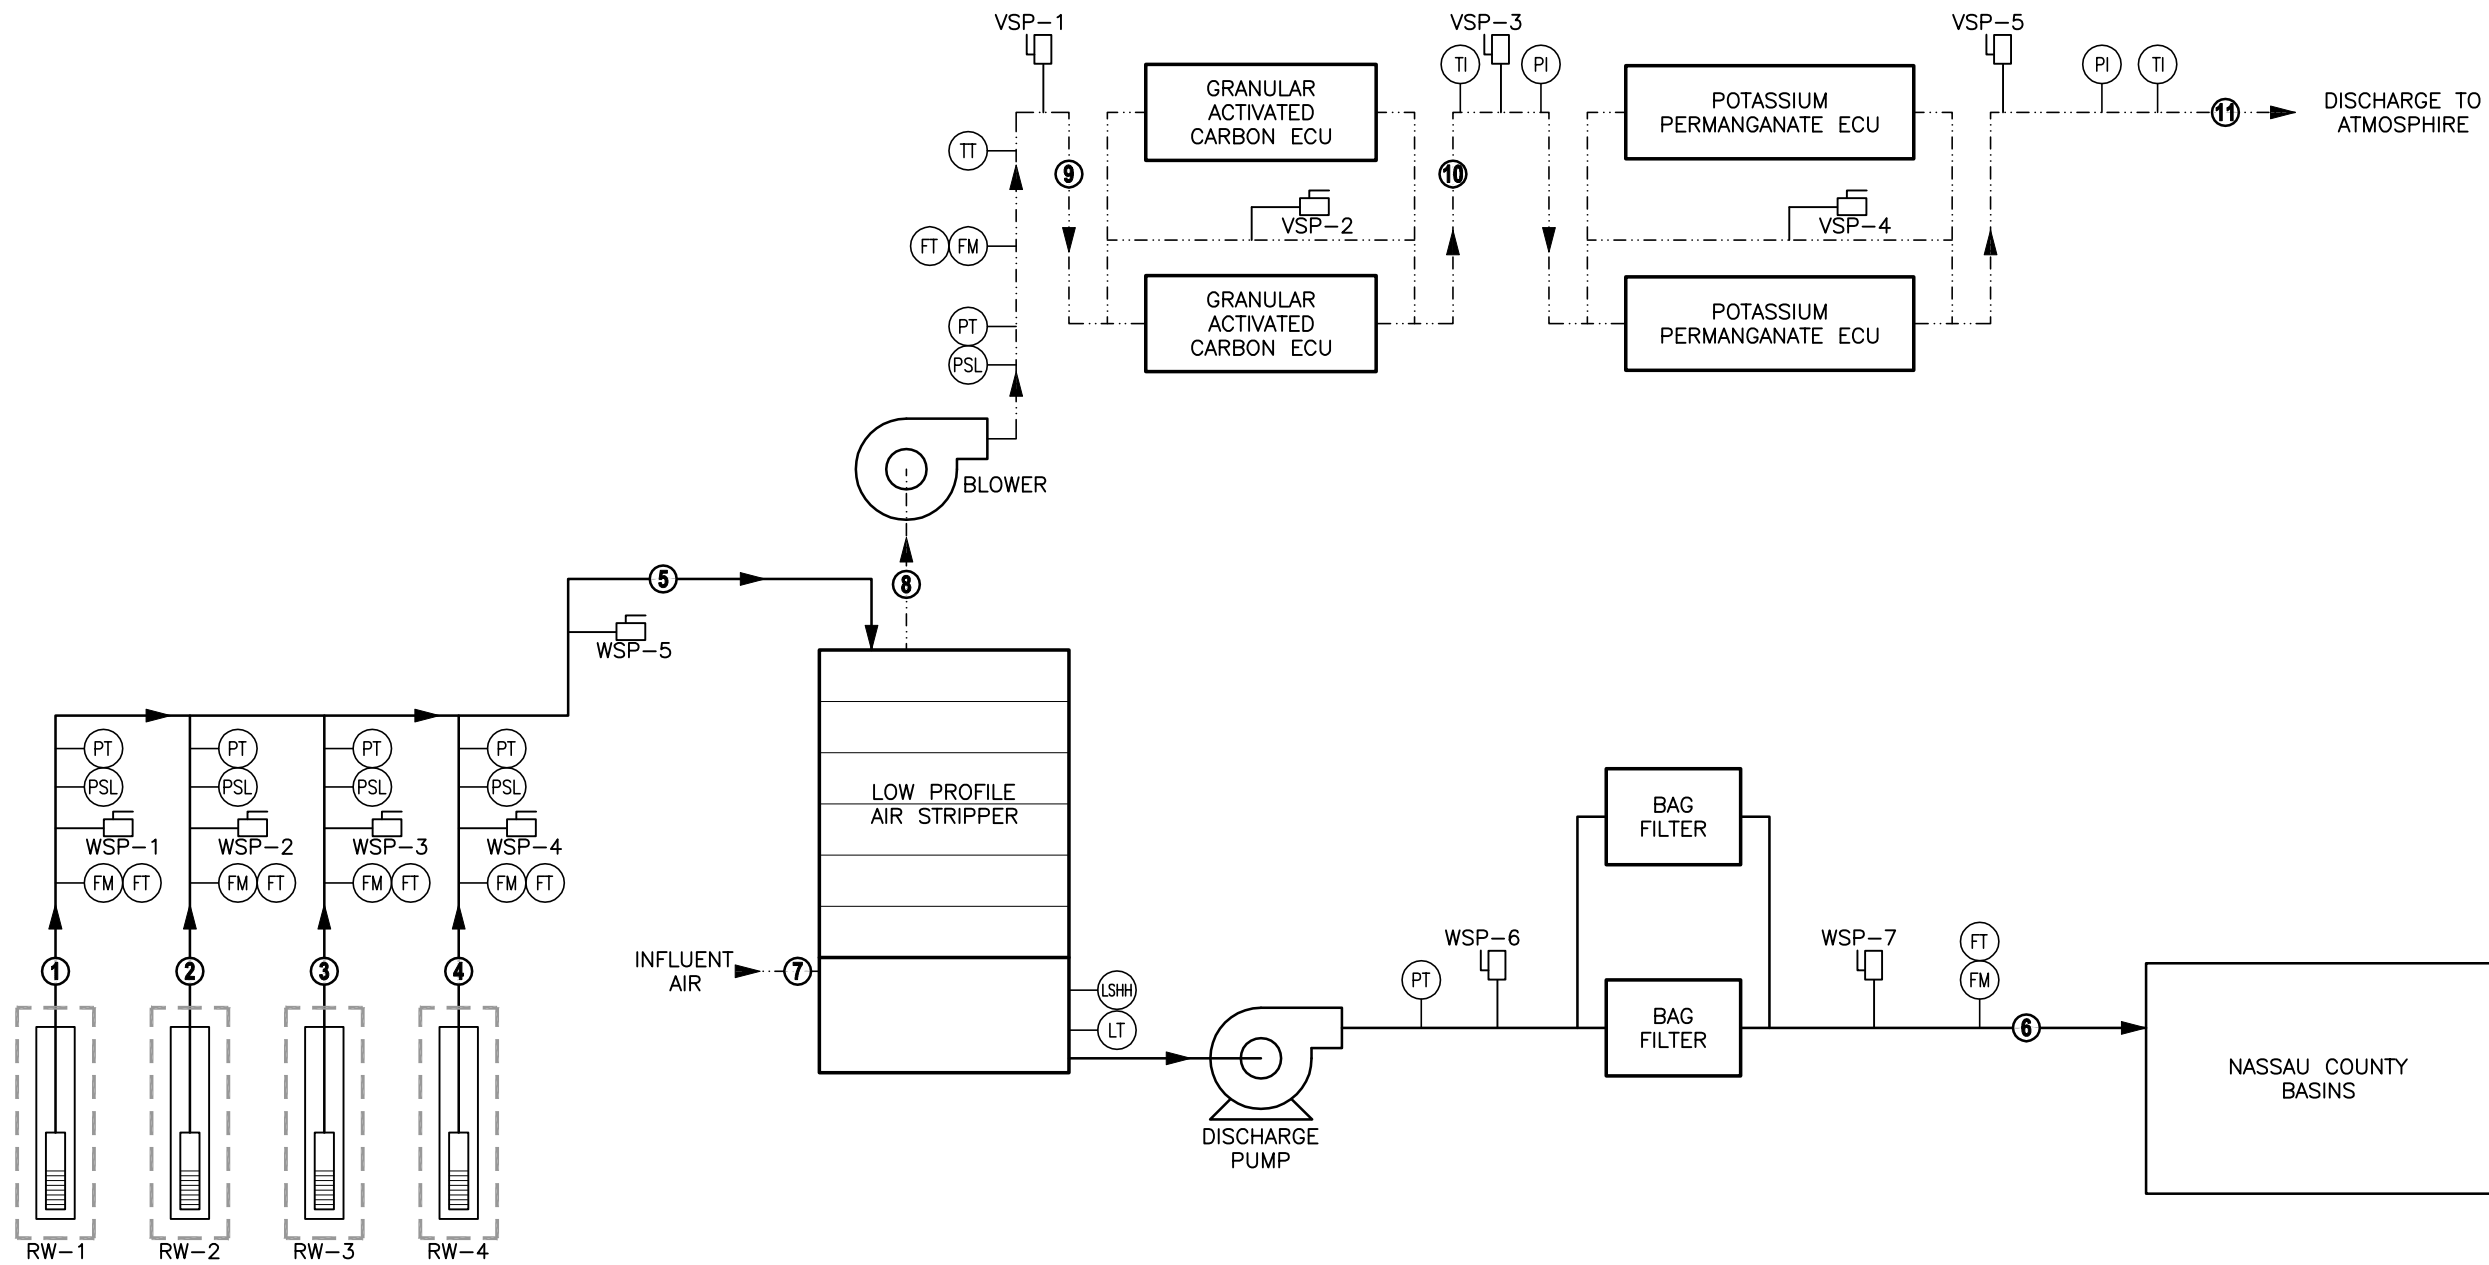 VSP-1
VSP-3
VSP-5
GRANULAR
ACTIVATED
CARBON ECU
TI
PI
POTASSIUM
PERMANGANATE ECU
PI
TI
11
DISCHARGE TO
ATMOSPHIRE
TT
9
10
VSP-2
VSP-4
FT
FM
GRANULAR
ACTIVATED
CARBON ECU
POTASSIUM
PERMANGANATE ECU
PT
PSL
BLOWER
5
8
WSP-5
PT
PSL
WSP-1
FM
FT
1
RW-1
PT
PSL
WSP-2
FM
FT
2
RW-2
PT
PSL
WSP-3
FM
FT
3
RW-3
PT
PSL
WSP-4
FM
FT
4
RW-4
LOW PROFILE
AIR STRIPPER
INFLUENT
AIR
7
LSHH
LT
DISCHARGE
PUMP
PT
WSP-6
BAG
FILTER
BAG
FILTER
WSP-7
FT
FM
6
NASSAU COUNTY
BASINS